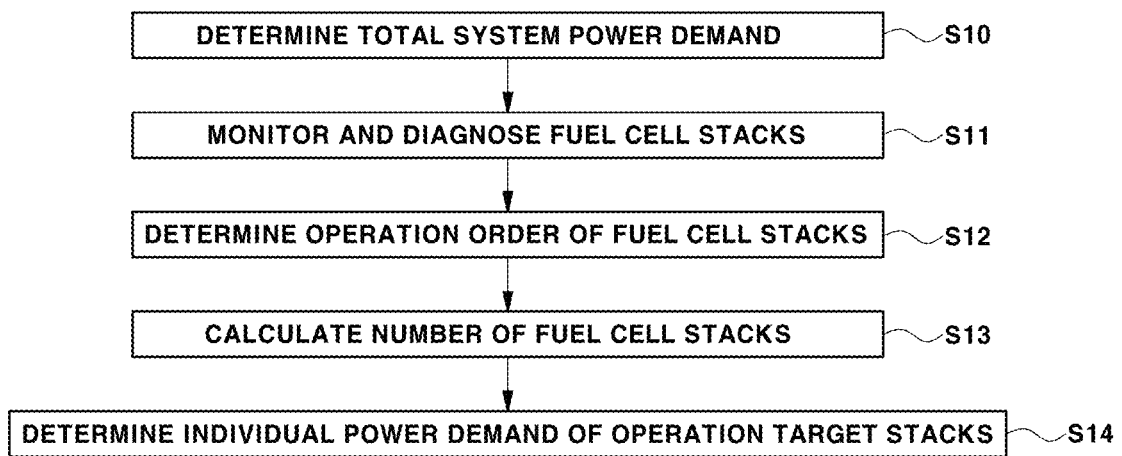 DETERMINE TOTAL SYSTEM POWER DEMAND S10
MONITOR AND DIAGNOSE FUEL CELL STACKS S11
DETERMINE OPERATION ORDER OF FUEL CELL STACKS S12
CALCULATE NUMBER OF FUEL CELL STACKS S13
DETERMINE INDIVIDUAL POWER DEMAND OF OPERATION TARGET STACKS S14